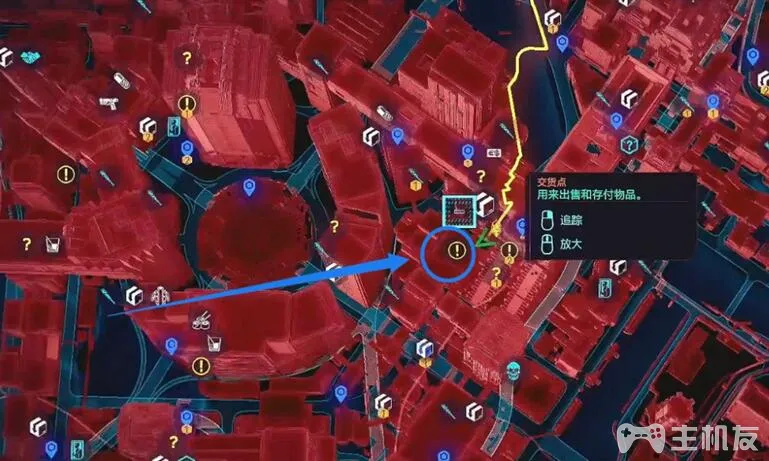 交货点
用来出售和存付物品。
追踪
放大
主机友